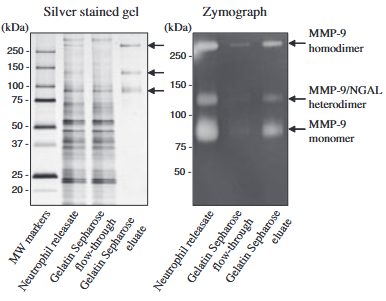 Silver stained gel
Zymograph
(kDa)
250
150
100
75
50
37
25
20
(kDa)
250
150
100
75
50
MMP-9
homodimer
MMP-9/NGAL
heterodimer
MMP-9
monomer
MW markers
Neutrophil releasate
Gelatin Sepharose
flow-through
Gelatin Sepharose
eluate
Neutrophil releasate
Gelatin Sepharose
flow-through
Gelatin Sepharose
eluate